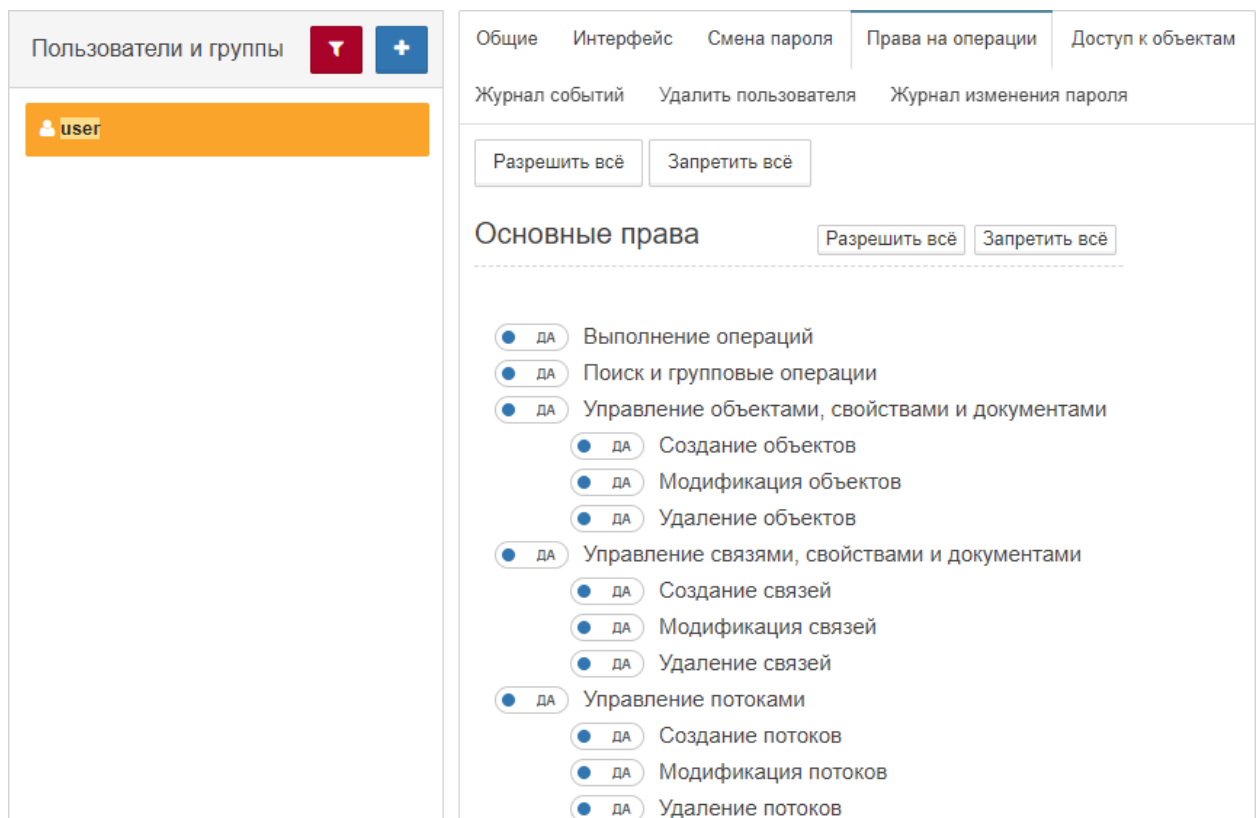 Пользователи и группы
user
Общие Интерфейс Смена пароля Права на операции Доступ к объектам
Журнал событий Удалить пользователя Журнал изменения пароля
Разрешить всё Запретить всё
Основные права Разрешить всё Запретить всё
ДА Выполнение операций
ДА Поиск и групповые операции
ДА Управление объектами, свойствами и документами
ДА Создание объектов
ДА Модификация объектов
ДА Удаление объектов
ДА Управление связями, свойствами и документами
ДА Создание связей
ДА Модификация связей
ДА Удаление связей
ДА Управление потоками
ДА Создание потоков
ДА Модификация потоков
ДА Удаление потоков